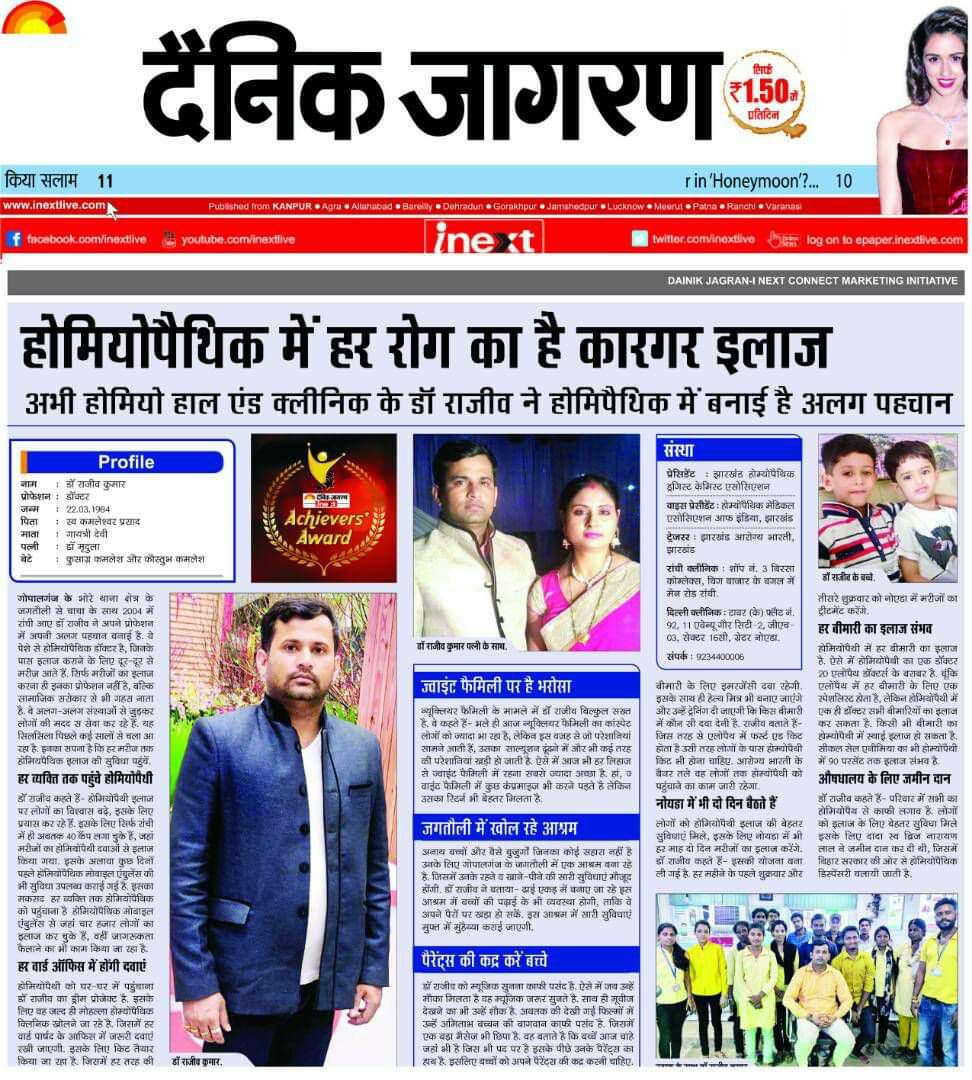 दैनिक जागरण
सिर्फ
₹1.50 में
प्रतिदिन
किया सलाम 11
r in 'Honeymoon'?... 10
www.inextlive.com
Published from KANPUR ● Agra ● Allahabad ● Bareilly ● Dehradun ● Gorakhpur ● Jamshedpur ● Lucknow ● Meerut ● Patna ● Ranchi ● Varanasi
facebook.com/inextlive
youtube.com/inextlive
inext
twitter.com/inextlive
log on to epaper.inextlive.com
DAINIK JAGRAN-I NEXT CONNECT MARKETING INITIATIVE
होमियोपैथिक में हर रोग का है कारगर इलाज
अभी होमियो हाल एंड क्लीनिक के डॉ राजीव ने होमिपैथिक में बनाई है अलग पहचान
Profile
नाम : डॉ राजीव कुमार
प्रोफेशन : डॉक्टर
जन्म : 22.03.1984
पिता : स्व कमलेश्वर प्रसाद
माता : गायत्री देवी
पत्नी : डॉ मृदुला
बेटे : कुसाग्र कमलेश और कौस्तुभ कमलेश
दैनिक जागरण
Achievers'
Award
गोपालगंज के भोरे थाना क्षेत्र के
जगतौली से चाचा के साथ 2004 में
रांची आए डॉ राजीव ने अपने प्रोफेशन
में अपनी अलग पहचान बनाई है. वे
पेशे से होमियोपैथिक डॉक्टर है, जिनके
पास इलाज कराने के लिए दूर-दूर से
मरीज आते हैं. सिर्फ मरीजों का इलाज
करना ही इनका प्रोफेशन नहीं है, बल्कि
सामाजिक सरोकार से भी गहरा नाता
है. वे अलग-अलग संस्थाओं से जुड़कर
लोगों की मदद व सेवा कर रहे हैं. यह
सिलसिला पिछले कई सालों से चला आ
रहा है. इनका सपना है कि हर मरीज तक
होमियपैथिक इलाज की सुविधा पहुंचें.
हर व्यक्ति तक पहुंचे होमियोपैथी
डॉ राजीव कहते हैं- होमियोपैथी इलाज
पर लोगों का विश्वास बढ़े, इसके लिए
प्रयास कर रहे हैं. इसके लिए सिर्फ रांची
में ही अबतक 40 कैंप लगा चुके हैं, जहां
मरीजों का होमियोपैथी दवाओं से इलाज
किया गया. इसके अलावा कुछ दिनों
पहले होमियोपैथिक मोबाइल एंबुलेंस की
भी सुविधा उपलब्ध कराई गई है. इसका
मकसद हर व्यक्ति तक होमियोपैथिक
को पहुंचाना है होमियोपैथिक मोबाइल
एंबुलेंस से जहां चार हजार लोगों का
इलाज कर चुके हैं, वहीं जागरूकता
फैलाने का भी काम किया जा रहा है.
हर वार्ड ऑफिस में होंगी दवाएं
होमियोपैथी को घर-घर में पहुंचाना
डॉ राजीव का ड्रीम प्रोजेक्ट है. इसके
लिए वह जल्द ही मोहल्ला होमियोपैथिक
क्लिनिक खोलने जा रहे है. जिसमें हर
वार्ड पार्षद के आफिस में जरूरी दवाएं
रखी जाएगी. इसके लिए किट तैयार
किया जा रहा है. जिसमें हर तरह की
डॉ राजीव कुमार.
डॉ राजीव कुमार पत्नी के साथ.
ज्वाइंट फैमिली पर है भरोसा
न्यूक्लियर फैमिली के मामले में डॉ राजीव बिल्कुल सख्त
है. वे कहते हैं- भले ही आज न्यूक्लियर फैमिली का कांसेप्ट
लोगों को ज्यादा भा रहा है, लेकिन इस वजह से जो परेशानियां
सामने आती हैं, उसका साल्यूशन ढूंढने में और भी कई तरह
की परेशानियां खड़ी हो जाती है. ऐसे में आज भी हर लिहाज
से ज्वाइंट फैमिली में रहना सबसे ज्यादा अच्छा है. हां, ज
वाइंट फैमिली में कुछ कंप्रमाइज भी करने पड़ते है लेकिन
उसका रिटर्न भी बेहतर मिलता है.
जगतौली में खोल रहे आश्रम
अनाथ बच्चों और वैसे बुजुर्गों जिनका कोई सहारा नहीं है
उनके लिए गोपालगंज के जगतौली में एक आश्रम बना रहे
है. जिसमें उनके रहने व खाने-पीने की सारी सुविधाएं मौजूद
होंगी. डॉ राजीव ने बताया- ढाई एकड़ में बनाए जा रहे इस
आश्रम में बच्चों की पढ़ाई के भी व्यवस्था होगी, ताकि वे
अपने पैरों पर खड़ा हो सकें. इस आश्रम में सारी सुविधाएं
मुफ्त में मुहैय्या कराई जाएगी.
पैरेंट्स की कद्र करें बच्चे
डॉ राजीव को म्यूजिक सुनना काफी पसंद है. ऐसे में जब उन्हें
मौका मिलता है वह म्यूजिक जरूर सुनते है. साथ ही मूवीज
देखने का भी उन्हें शौक है. अबतक की देखी गई फिल्मों में
उन्हें अमिताभ बच्चन की बागवान काफी पसंद है. जिसमें
एक बड़ा मैसेज भी छिपा है. वह बताते है कि बच्चें आज चाहे
जहां भी है जिस भी पद पर है इसके पीछे उनके पैरेंट्स का
हाथ है. इसलिए बच्चों को अपने पैरेंट्स की कद्र करनी चाहिए.
संस्था
प्रेसिडेंट : झारखंड होम्योपैथिक
ड्रगिस्ट केमिस्ट एसोसिएशन
वाइस प्रेसीडेंट : होम्योपैथिक मेडिकल
एसोसिएशन आफ इंडिया, झारखंड
ट्रेजरर : झारखंड आरोग्य भारती,
झारखंड
रांची क्लीनिक : शॉप नं. 3 बिरसा
कॉम्लेक्स, बिग बाजार के बगल में
मेन रोड रांची.
दिल्ली क्लीनिक : टावर (के) फ्लैट नं.
92, 11 एवेन्यू गौर सिटी-2, जीएच-
03, सेक्टर 16सी, ग्रेटर नोएडा.
संपर्क : 9234400006
बीमारी के लिए इमरजेंसी दवा रहेगी.
इसके साथ ही हेल्थ मित्र भी बनाए जाएंगे
और उन्हें ट्रेनिंग दी जाएगी कि किस बीमारी
में कौन सी दवा देनी है. राजीव बताते हैं-
जिस तरह से एलोपैथ में फर्स्ट एड किट
होता है उसी तरह लोगों के पास होम्योपैथी
किट भी होना चाहिए. आरोग्य भारती के
बैनर तले वह लोगों तक होम्योपैथी को
पहुंचाने का काम जारी रहेगा.
नोयडा में भी दो दिन बैठते हैं
लोगों को होमियोपैथी इलाज की बेहतर
सुविधाएं मिले, इसके लिए नोयडा में भी
हर माह दो दिन मरीजों का इलाज करेंगे.
डॉ राजीव कहते हैं- इसकी योजना बना
ली गई है. हर महीने के पहले शुक्रवार और
डॉ राजीव के बच्चे.
तीसरे शुक्रवार को नोएडा में मरीजों का
ट्रीटमेंट करेंगे.
हर बीमारी का इलाज संभव
होमियोपैथी में हर बीमारी का इलाज
है. ऐसे में होमियोपैथी का एक डॉक्टर
20 एलोपैथ डॉक्टर्स के बराबर है. चूंकि
एलोपैथ में हर बीमारी के लिए एक
स्पेशलिस्ट होता है, लेकिन होमियोपैथी में
एक ही डॉक्टर सभी बीमारियों का इलाज
कर सकता है. किसी भी बीमारी का
होम्योपैथी में स्थाई इलाज हो सकता है.
सीकल सेल एनीमिया का भी होम्योपैथी
में 90 परसेंट तक इलाज संभव है.
औषधालय के लिए जमीन दान
डॉ राजीव कहते हैं- परिवार में सभी का
होमियोपैथ से काफी लगाव है. लोगों
को इलाज के लिए बेहतर सुविधा मिले
इसके लिए दादा स्व ब्रिज नारायण
लाल ने जमीन दान कर दी थी, जिसमें
बिहार सरकार की ओर से होमियोपैथिक
डिस्पेंसरी चलायी जाती है.